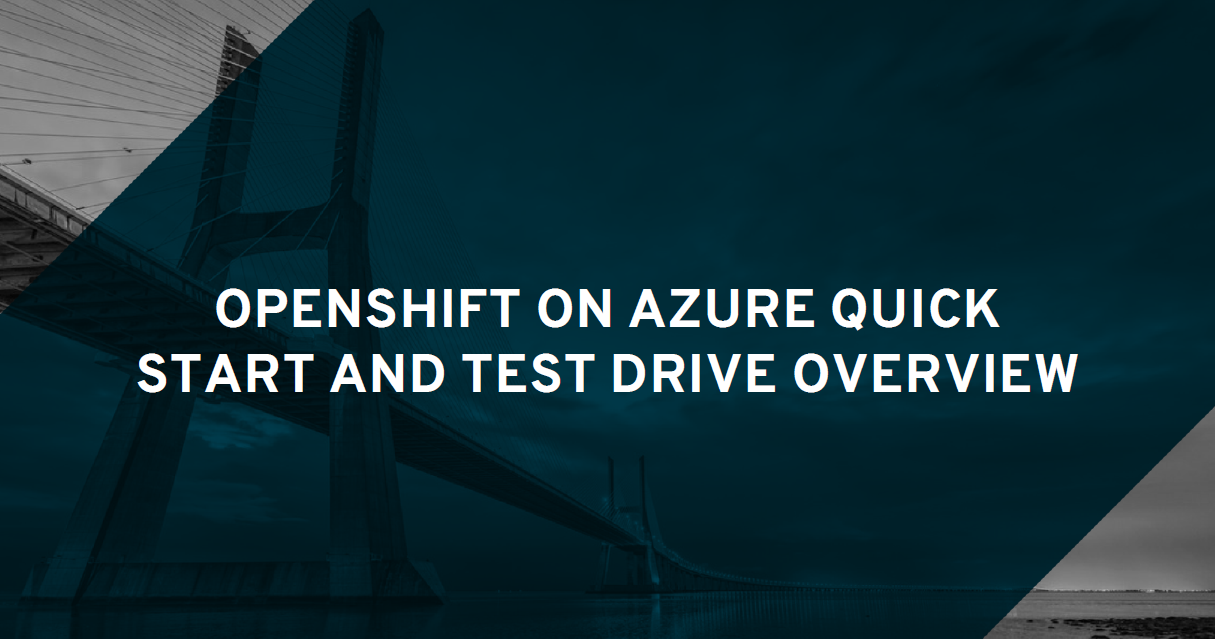 OPENSHIFT ON AZURE QUICK
START AND TEST DRIVE OVERVIEW